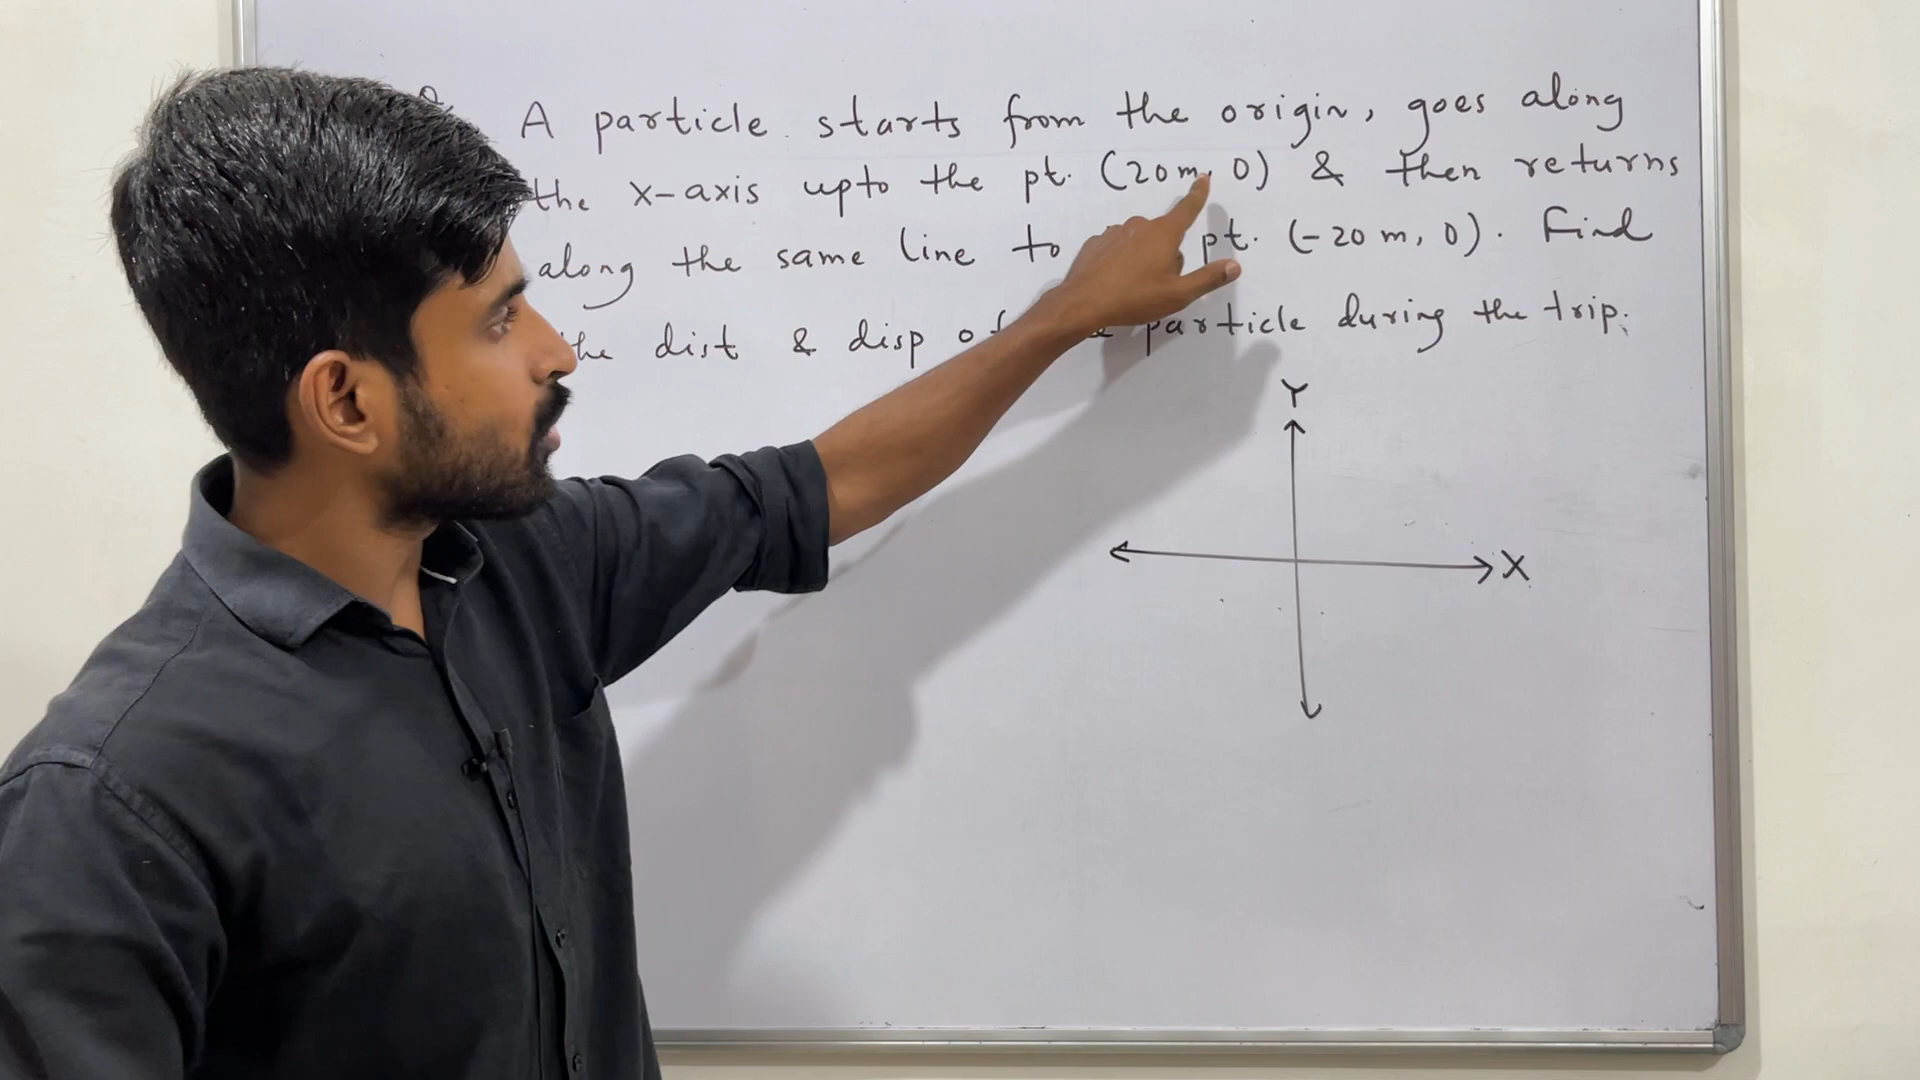 Q. A particle starts from the origin, goes along
the x-axis upto the pt. (20 m, 0) & then returns
along the same line to pt. (-20 m, 0). Find
the dist & disp of particle during the trip.
Y
X